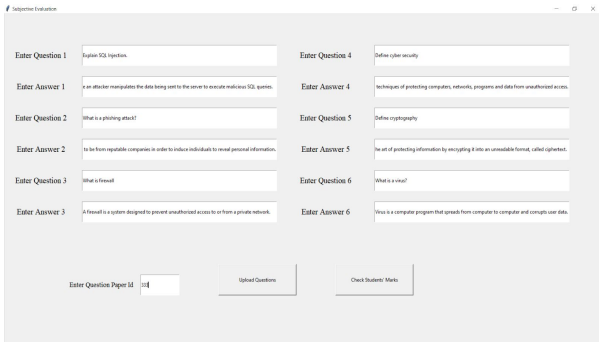 Subjective Evaluation
Enter Question 1 Explain SQL Injection.
Enter Answer 1 e an attacker manipulates the data being sent to the server to execute malicious SQL queries.
Enter Question 2 What is a phishing attack?
Enter Answer 2 to be from reputable companies in order to induce individuals to reveal personal information.
Enter Question 3 What is firewall
Enter Answer 3 A firewall is a system designed to prevent unauthorized access to or from a private network.
Enter Question 4 Define cyber security
Enter Answer 4 techniques of protecting computers, networks, programs and data from unauthorized access.
Enter Question 5 Define cryptography
Enter Answer 5 he art of protecting information by encrypting it into an unreadable format, called ciphertext.
Enter Question 6 What is a virus?
Enter Answer 6 Virus is a computer program that spreads from computer to computer and corrupts user data.
Enter Question Paper Id
Upload Questions
Check Students' Marks